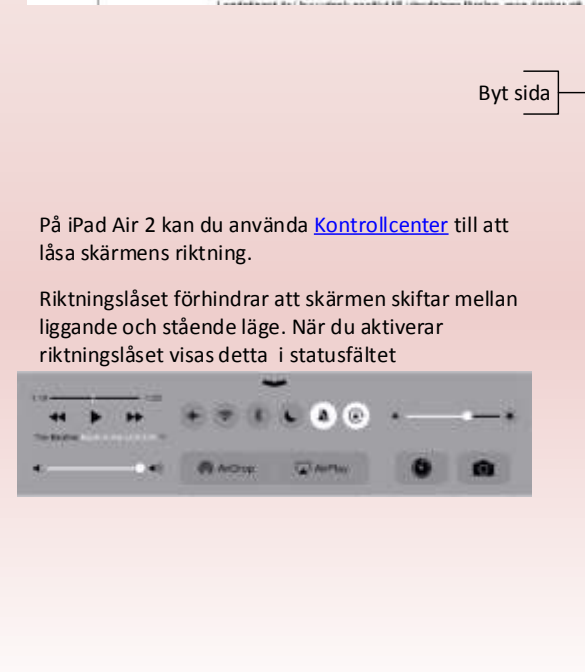 Byt sida
På iPad Air 2 kan du använda Kontrollcenter till att
låsa skärmens riktning.
Riktningslåset förhindrar att skärmen skiftar mellan
liggande och stående läge. När du aktiverar
riktningslåset visas detta i statusfältet
AirDrop
AirPlay